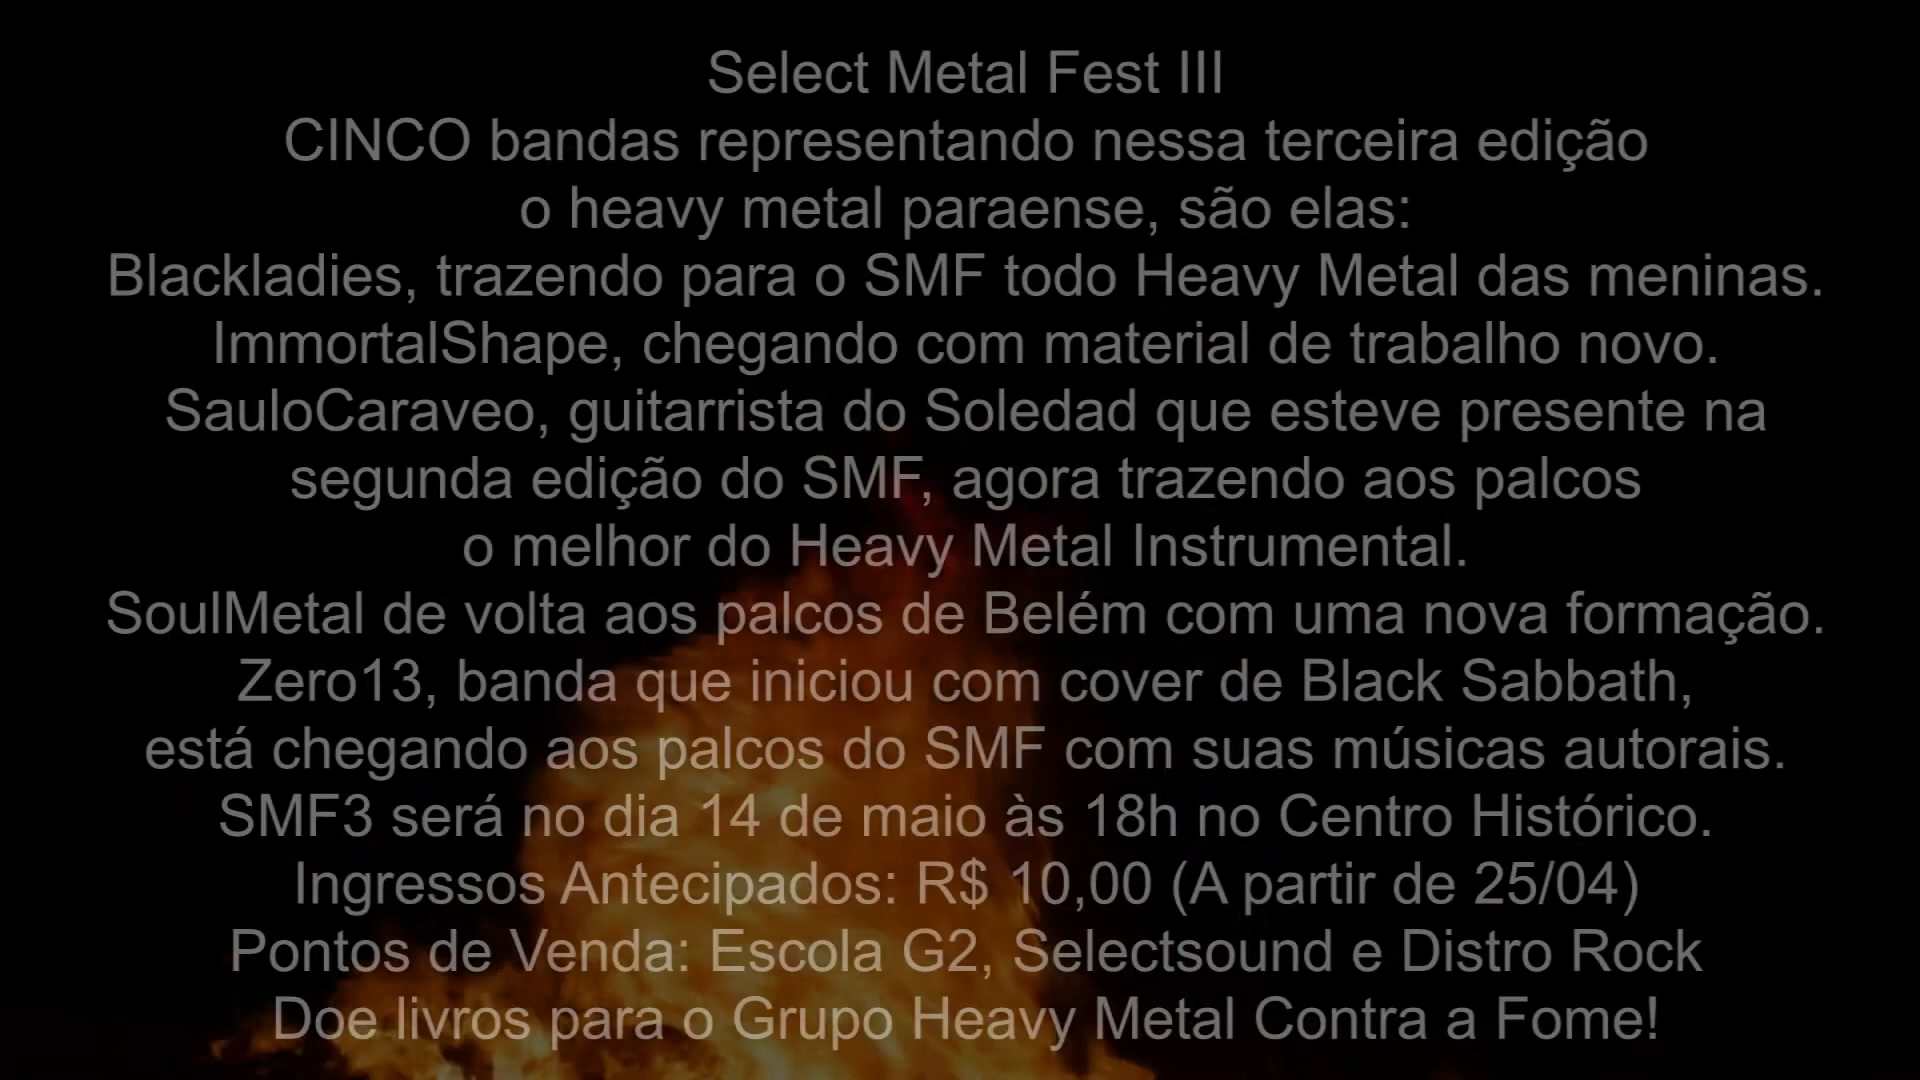 Select Metal Fest III
CINCO bandas representando nessa terceira edição
o heavy metal paraense, são elas:
Blackladies, trazendo para o SMF todo Heavy Metal das meninas.
ImmortalShape, chegando com material de trabalho novo.
SauloCaraveo, guitarrista do Soledad que esteve presente na
segunda edição do SMF, agora trazendo aos palcos
o melhor do Heavy Metal Instrumental.
SoulMetal de volta aos palcos de Belém com uma nova formação.
Zero13, banda que iniciou com cover de Black Sabbath,
está chegando aos palcos do SMF com suas músicas autorais.
SMF3 será no dia 14 de maio às 18h no Centro Histórico.
Ingressos Antecipados: R$ 10,00 (A partir de 25/04)
Pontos de Venda: Escola G2, Selectsound e Distro Rock
Doe livros para o Grupo Heavy Metal Contra a Fome!